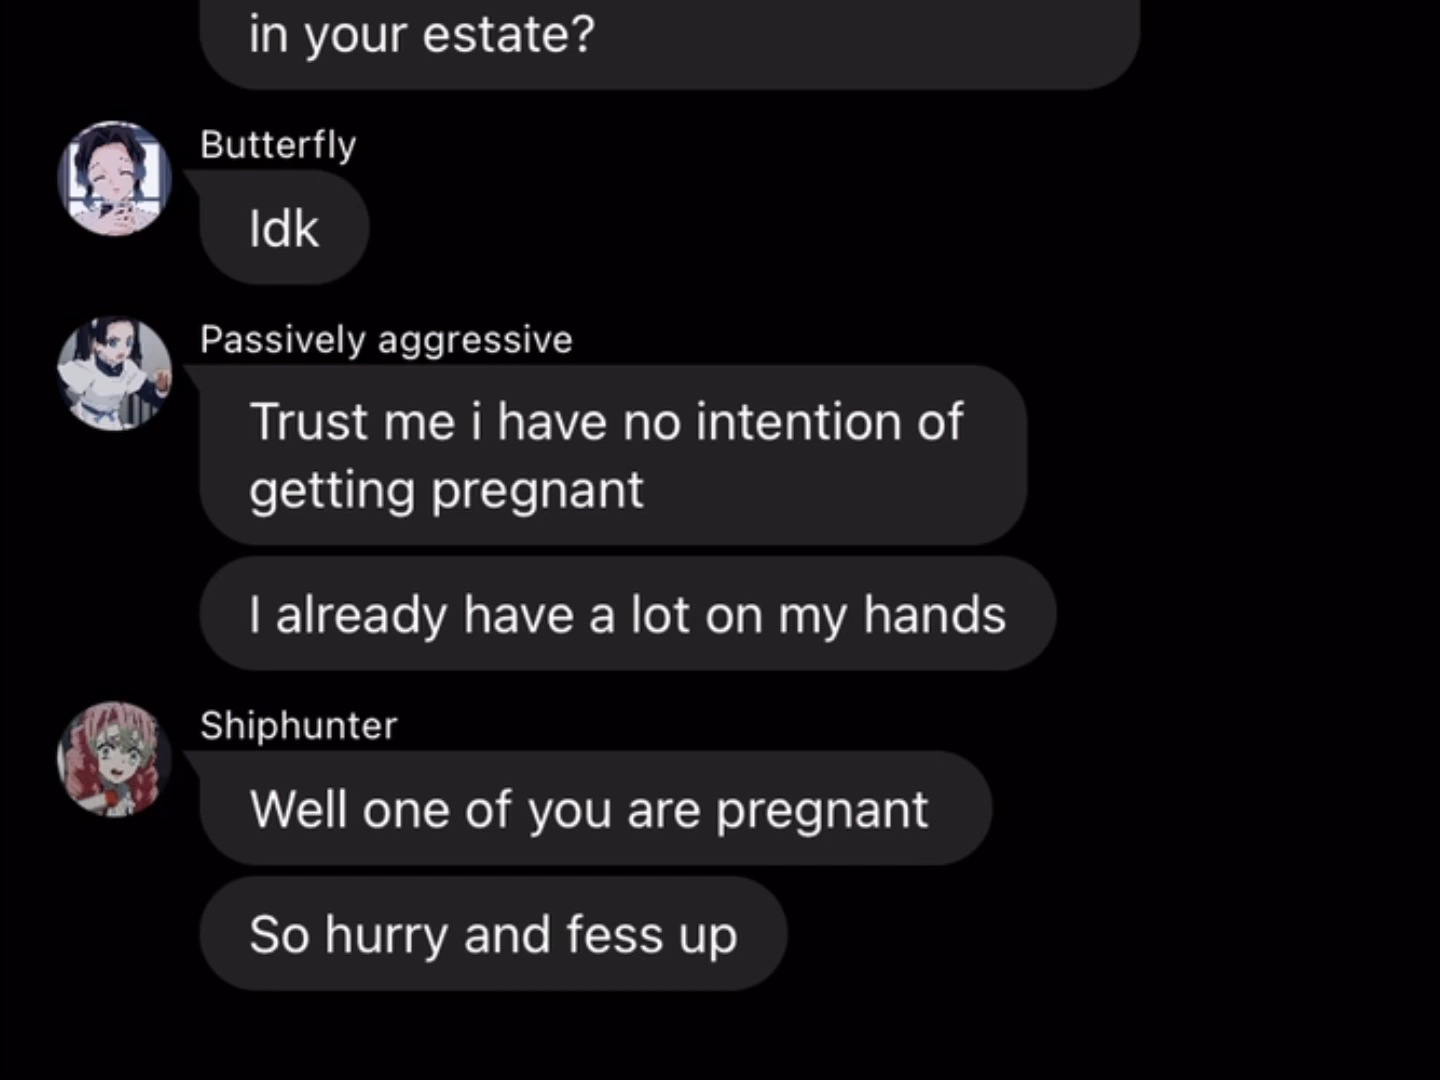 in your estate?
Butterfly
Idk
Passively aggressive
Trust me i have no intention of
getting pregnant
I already have a lot on my hands
Shiphunter
Well one of you are pregnant
So hurry and fess up